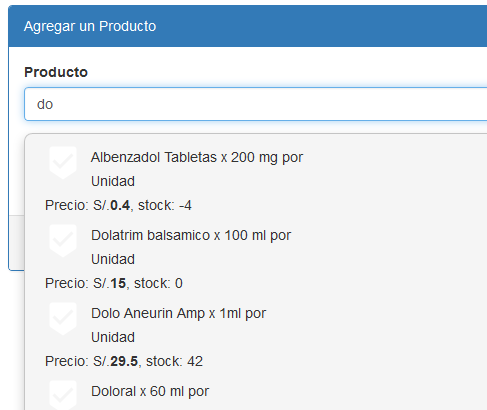 Agregar un Producto
Producto
do
Albenzadol Tabletas x 200 mg por
Unidad
Precio: S/.0.4, stock: -4
Dolatrim balsamico x 100 ml por
Unidad
Precio: S/.15, stock: 0
Dolo Aneurin Amp x 1ml por
Unidad
Precio: S/.29.5, stock: 42
Doloral x 60 ml por